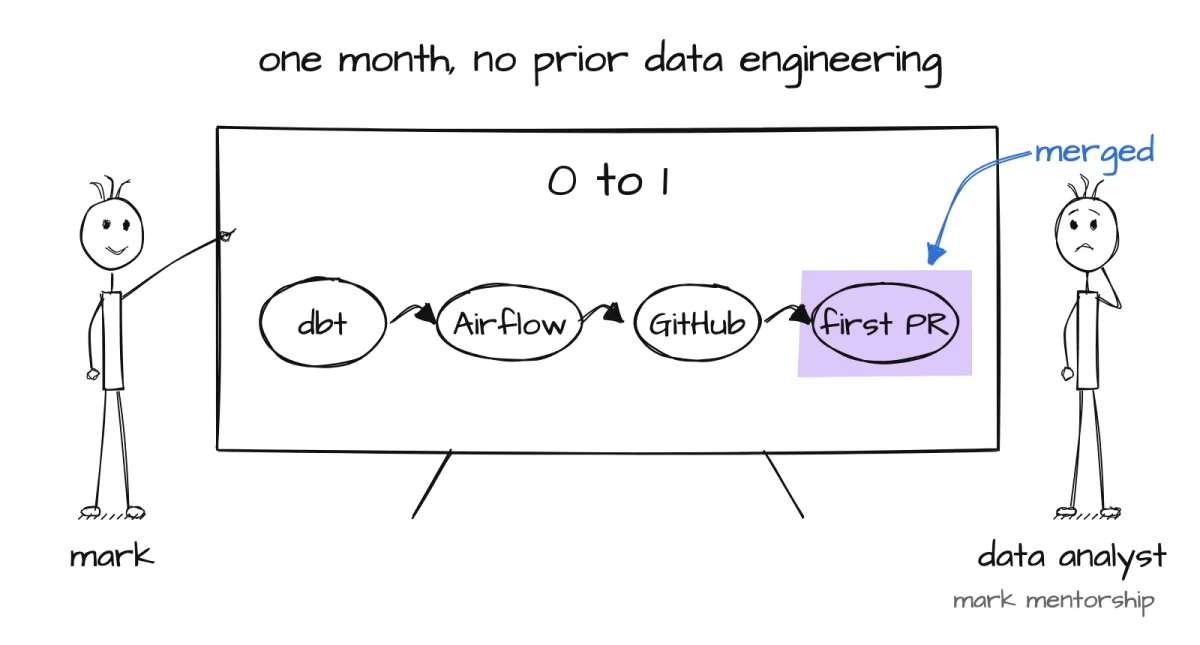 one month, no prior data engineering
0 to 1
merged
dbt
Airflow
GitHub
first PR
mark
data analyst
mark mentorship